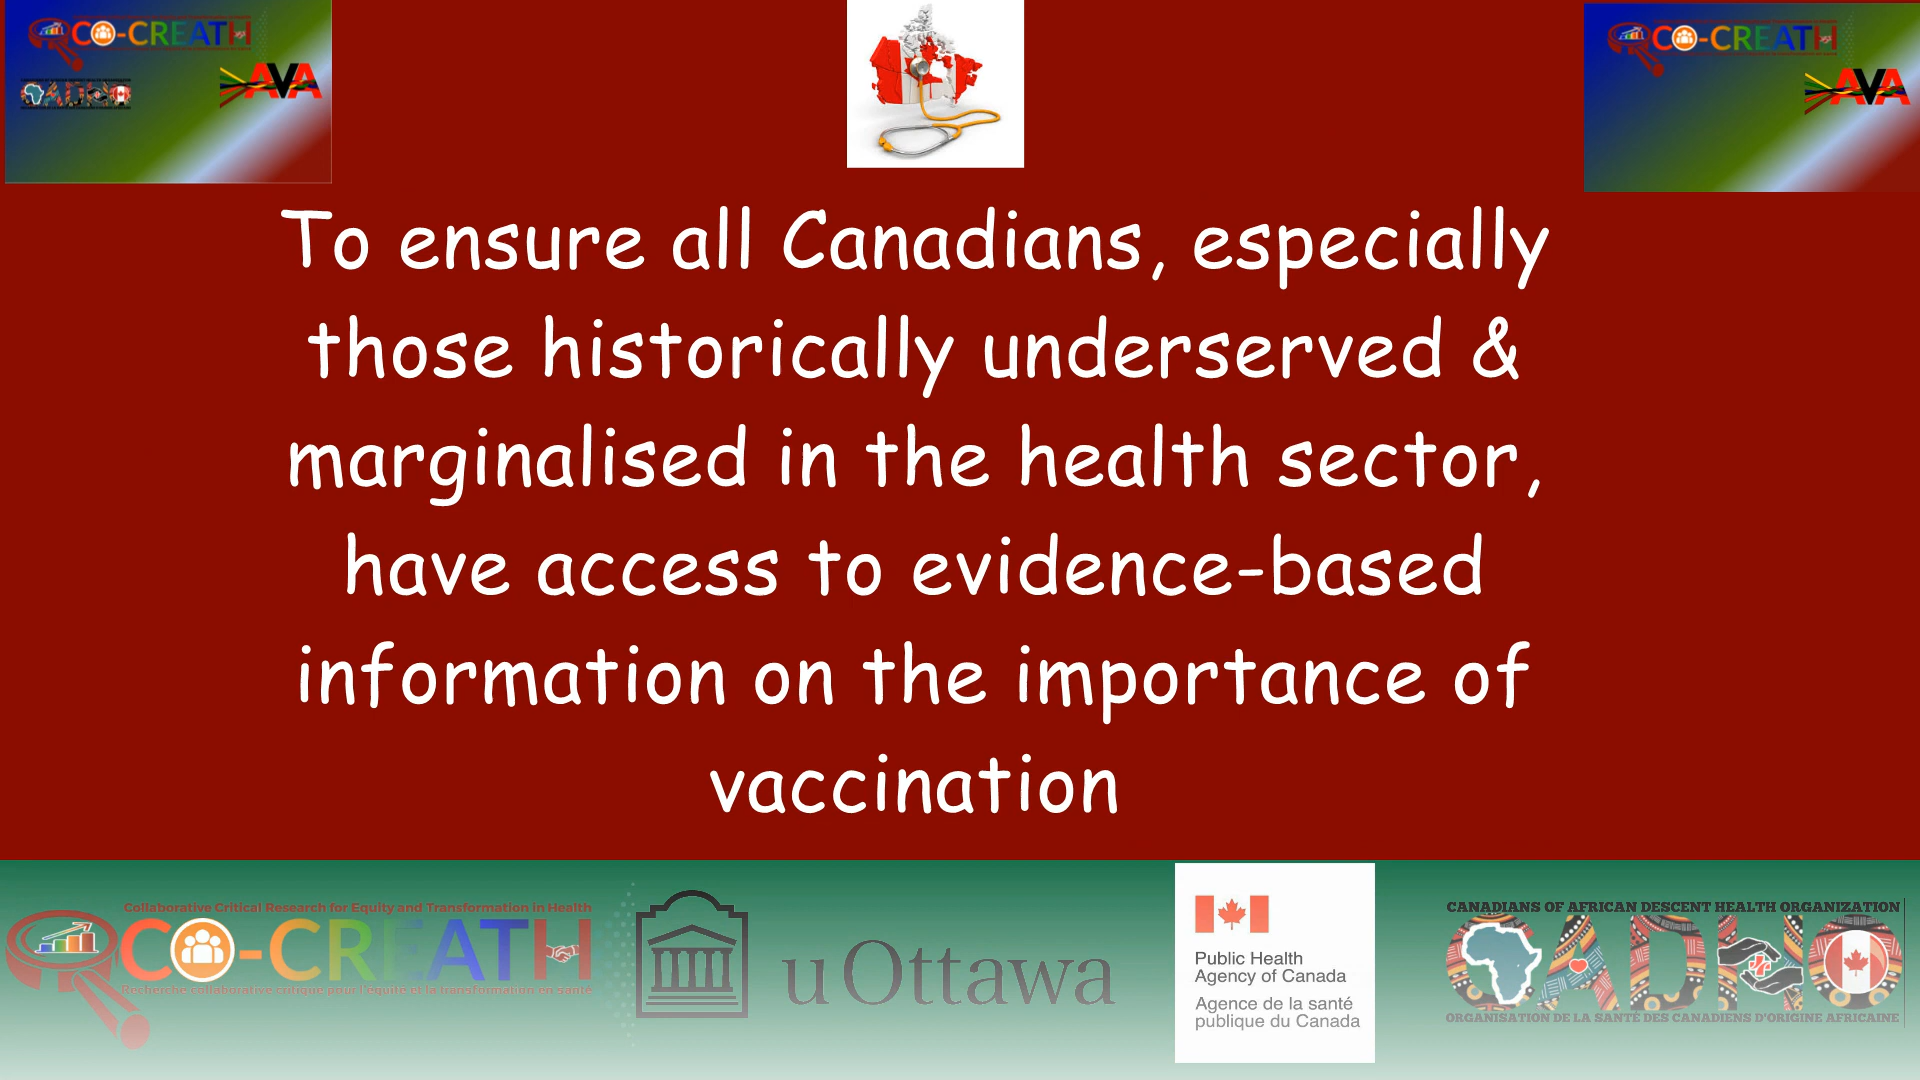 CO-CREATH
AVA
CADHO
CO-CREATH
AVA
To ensure all Canadians, especially
those historically underserved &
marginalised in the health sector,
have access to evidence-based
information on the importance of
vaccination
Collaborative Critical Research for Equity and Transformation in Health
CO-CREATH
Recherche collaborative critique pour l'équité et la transformation en santé
uOttawa
Public Health
Agency of Canada
Agence de la santé
publique du Canada
CANADIANS OF AFRICAN DESCENT HEALTH ORGANIZATION
CADHO
ORGANISATION DE LA SANTÉ DES CANADIENS D'ORIGINE AFRICAINE